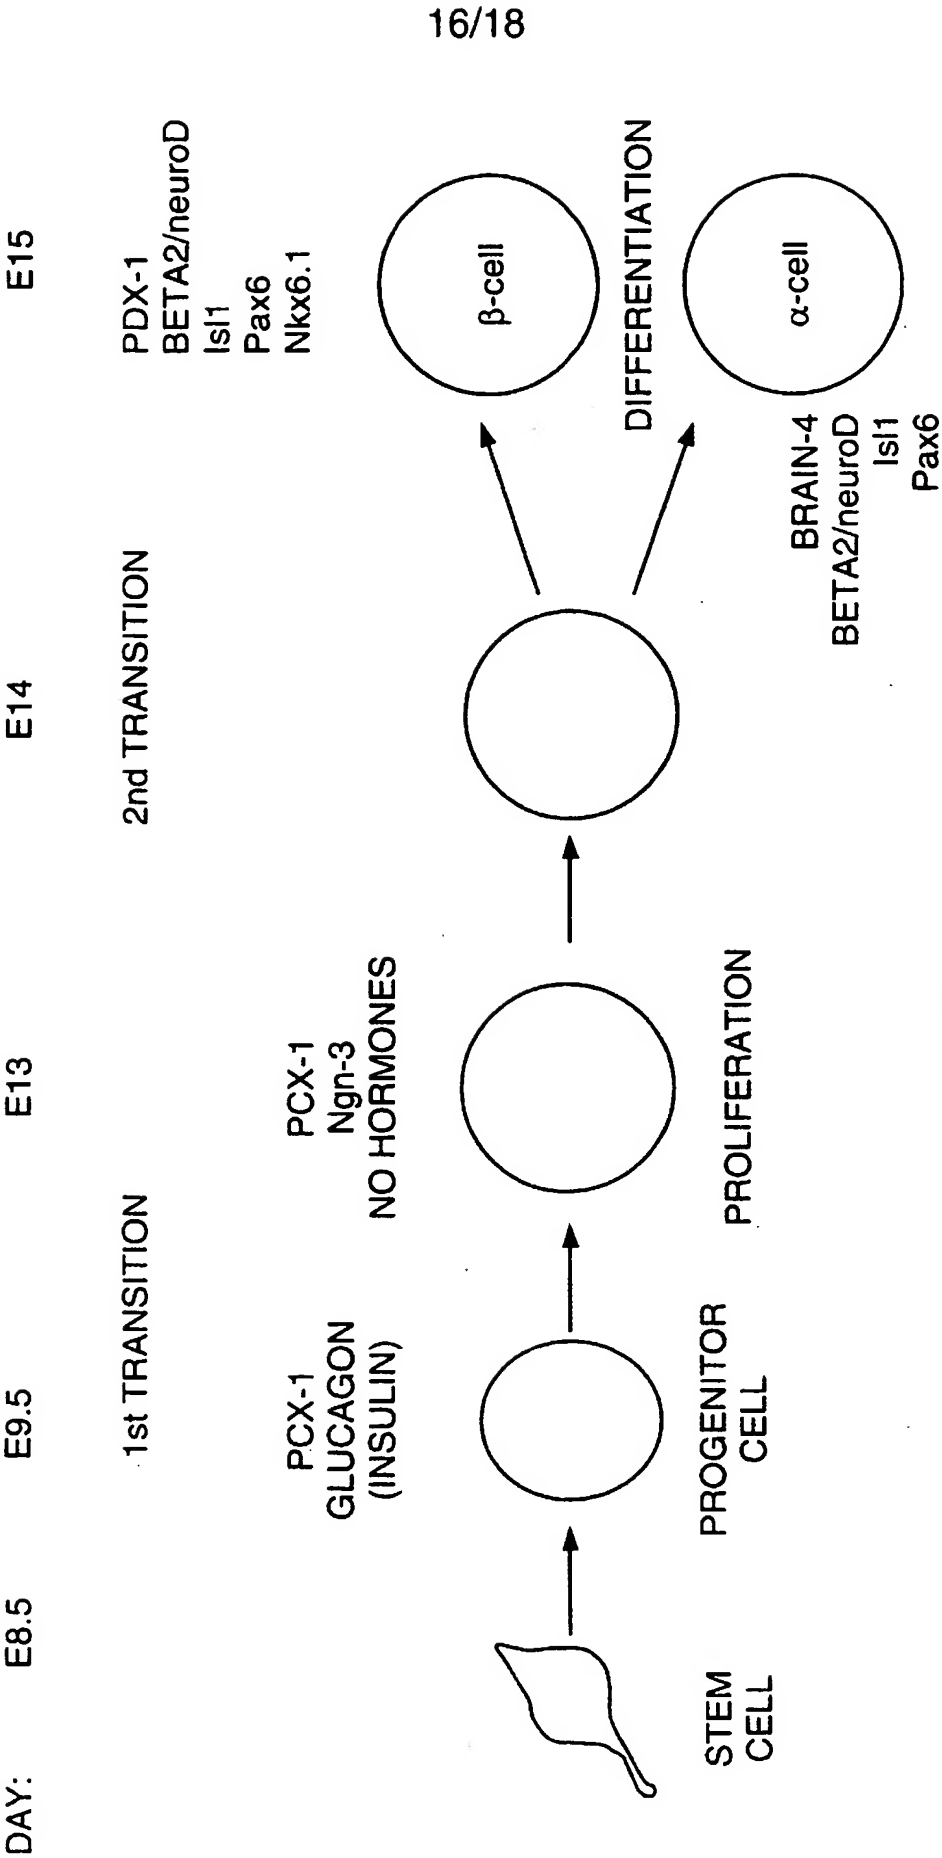 16/18
DAY: E8.5 E9.5 E13 E14 E15
1st TRANSITION 2nd TRANSITION
PCX-1
GLUCAGON
(INSULIN)
PCX-1
Ngn-3
NO HORMONES
PDX-1
BETA2/neuroD
Isl1
Pax6
Nkx6.1
β-cell
DIFFERENTIATION
α-cell
STEM
CELL
PROGENITOR
CELL
PROLIFERATION
BRAIN-4
BETA2/neuroD
Isl1
Pax6